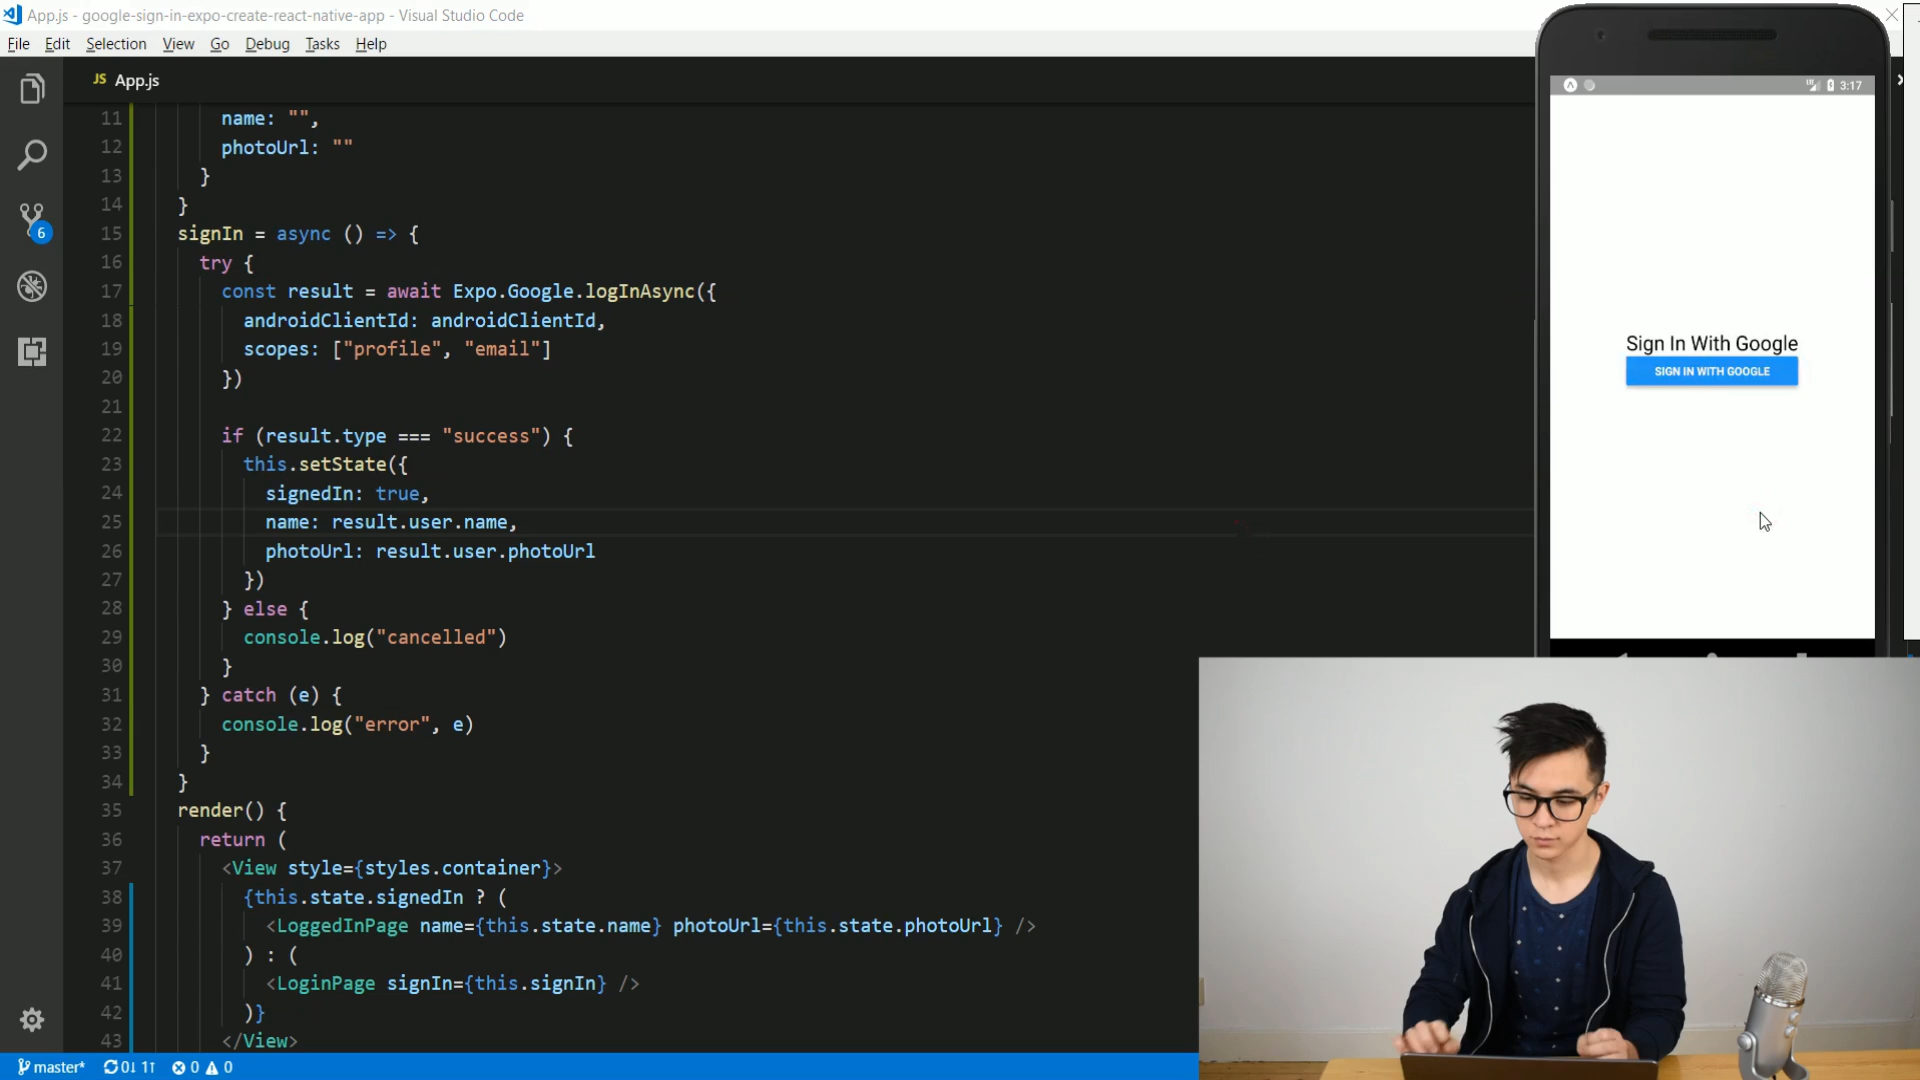 App.js - google-sign-in-expo-create-react-native-app - Visual Studio Code
File Edit Selection View Go Debug Tasks Help
JS App.js
11 name: "",
12 photoUrl: ""
13 }
14 }
15 signIn = async () => {
16 try {
17 const result = await Expo.Google.logInAsync({
18 androidClientId: androidClientId,
19 scopes: ["profile", "email"]
20 })
21
22 if (result.type === "success") {
23 this.setState({
24 signedIn: true,
25 name: result.user.name,
26 photoUrl: result.user.photoUrl
27 })
28 } else {
29 console.log("cancelled")
30 }
31 } catch (e) {
32 console.log("error", e)
33 }
34 }
35 render() {
36 return (
37 <View style={styles.container}>
38 {this.state.signedIn ? (
39 <LoggedInPage name={this.state.name} photoUrl={this.state.photoUrl} />
40 ) : (
41 <LoginPage signIn={this.signIn} />
42 )}
43 </View>
6
master* 0↓ 1↑ 0 0
LTE 3:17
Sign In With Google
SIGN IN WITH GOOGLE